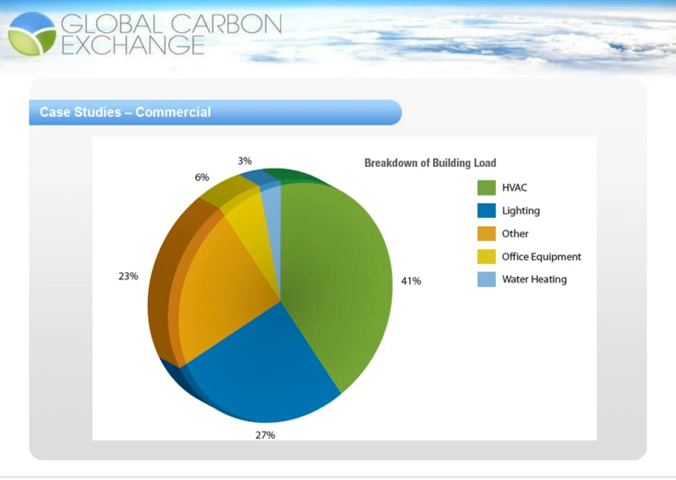 GLOBAL CARBON
EXCHANGE
Case Studies – Commercial
Breakdown of Building Load
3%
6%
23%
41%
27%
HVAC
Lighting
Other
Office Equipment
Water Heating